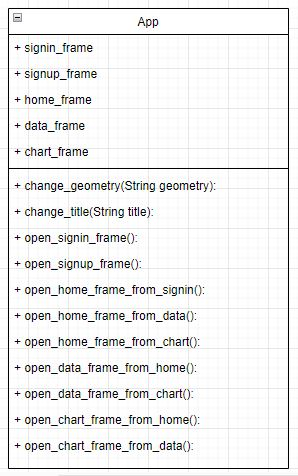 App
+ signin_frame
+ signup_frame
+ home_frame
+ data_frame
+ chart_frame
+ change_geometry(String geometry):
+ change_title(String title):
+ open_signin_frame():
+ open_signup_frame():
+ open_home_frame_from_signin():
+ open_home_frame_from_data():
+ open_home_frame_from_chart():
+ open_data_frame_from_home():
+ open_data_frame_from_chart():
+ open_chart_frame_from_home():
+ open_chart_frame_from_data():